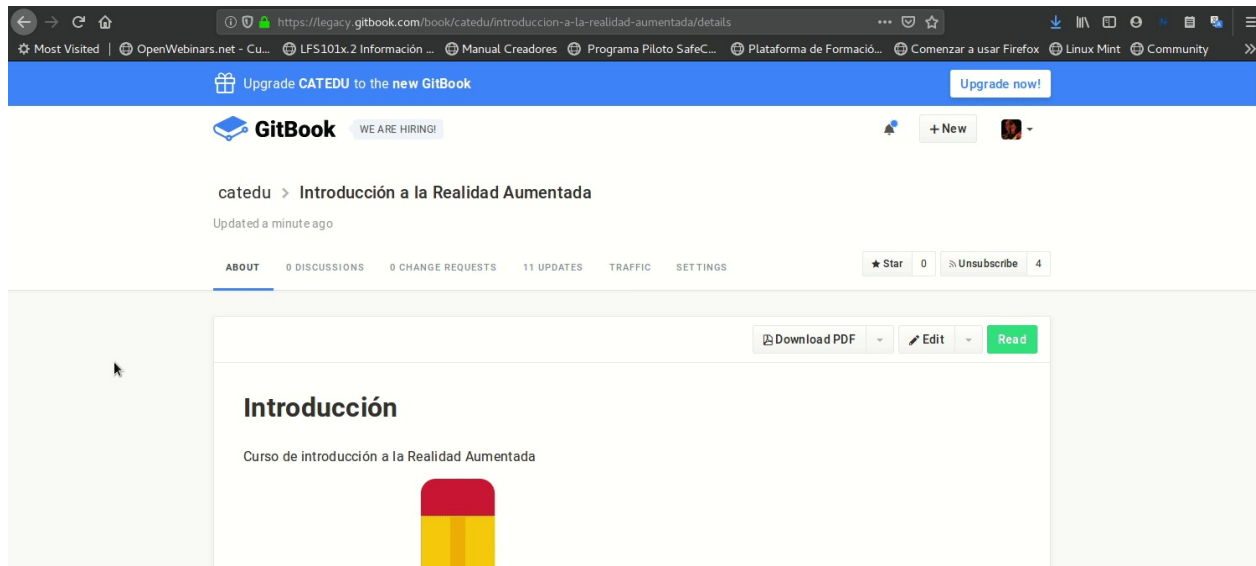 https://legacy.gitbook.com/book/catedu/introduccion-a-la-realidad-aumentada/details
Most Visited OpenWebinars.net - Cu... LFS101x.2 Información ... Manual Creadores Programa Piloto SafeC... Plataforma de Formació... Comenzar a usar Firefox Linux Mint Community
Upgrade CATEDU to the new GitBook Upgrade now!
GitBook WE ARE HIRING! + New
catedu > Introducción a la Realidad Aumentada
Updated a minute ago
ABOUT 0 DISCUSSIONS 0 CHANGE REQUESTS 11 UPDATES TRAFFIC SETTINGS Star 0 Unsubscribe 4
Download PDF Edit Read
Introducción
Curso de introducción a la Realidad Aumentada